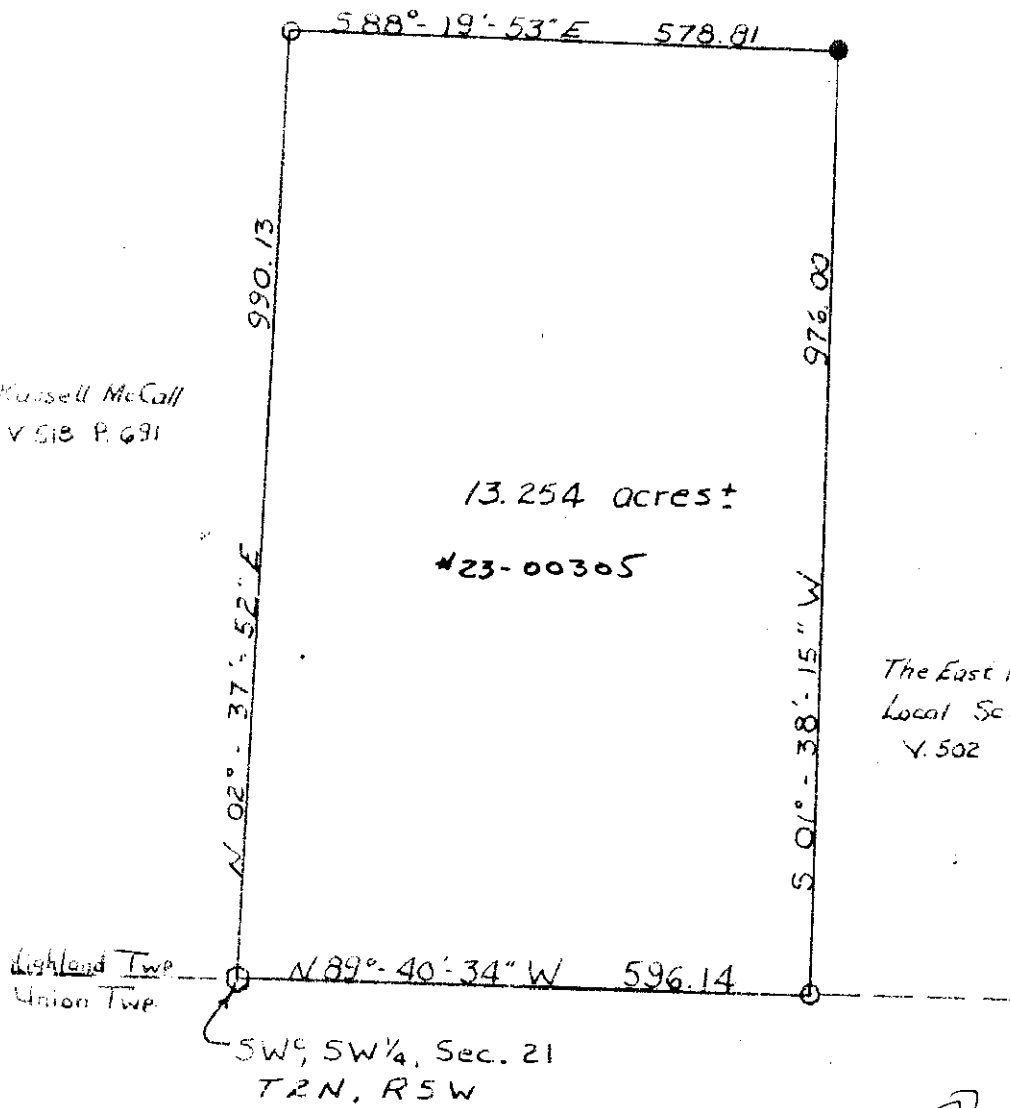 S 88°- 19'- 53" E 578.81
990.13
976.00
Russell McCall
V 518 P. 691
13.254 acres±
#23-00305
N 02°- 37'- 52" E
S 01°- 38'- 15" W
The East
Local Sc
V. 502
Highland Twp
Union Twp.
N 89°- 40'- 34" W 596.14
SWC, SW¼, Sec. 21
T2N, R5W